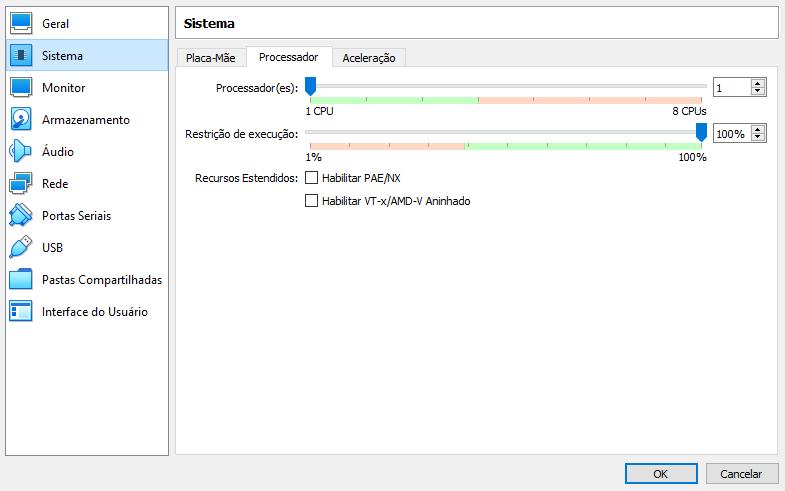 Geral
Sistema
Monitor
Armazenamento
Áudio
Rede
Portas Seriais
USB
Pastas Compartilhadas
Interface do Usuário
Sistema
Placa-Mãe Processador Aceleração
Processador(es): 1
1 CPU 8 CPUs
Restrição de execução: 100%
1% 100%
Recursos Estendidos: Habilitar PAE/NX
Habilitar VT-x/AMD-V Aninhado
OK Cancelar